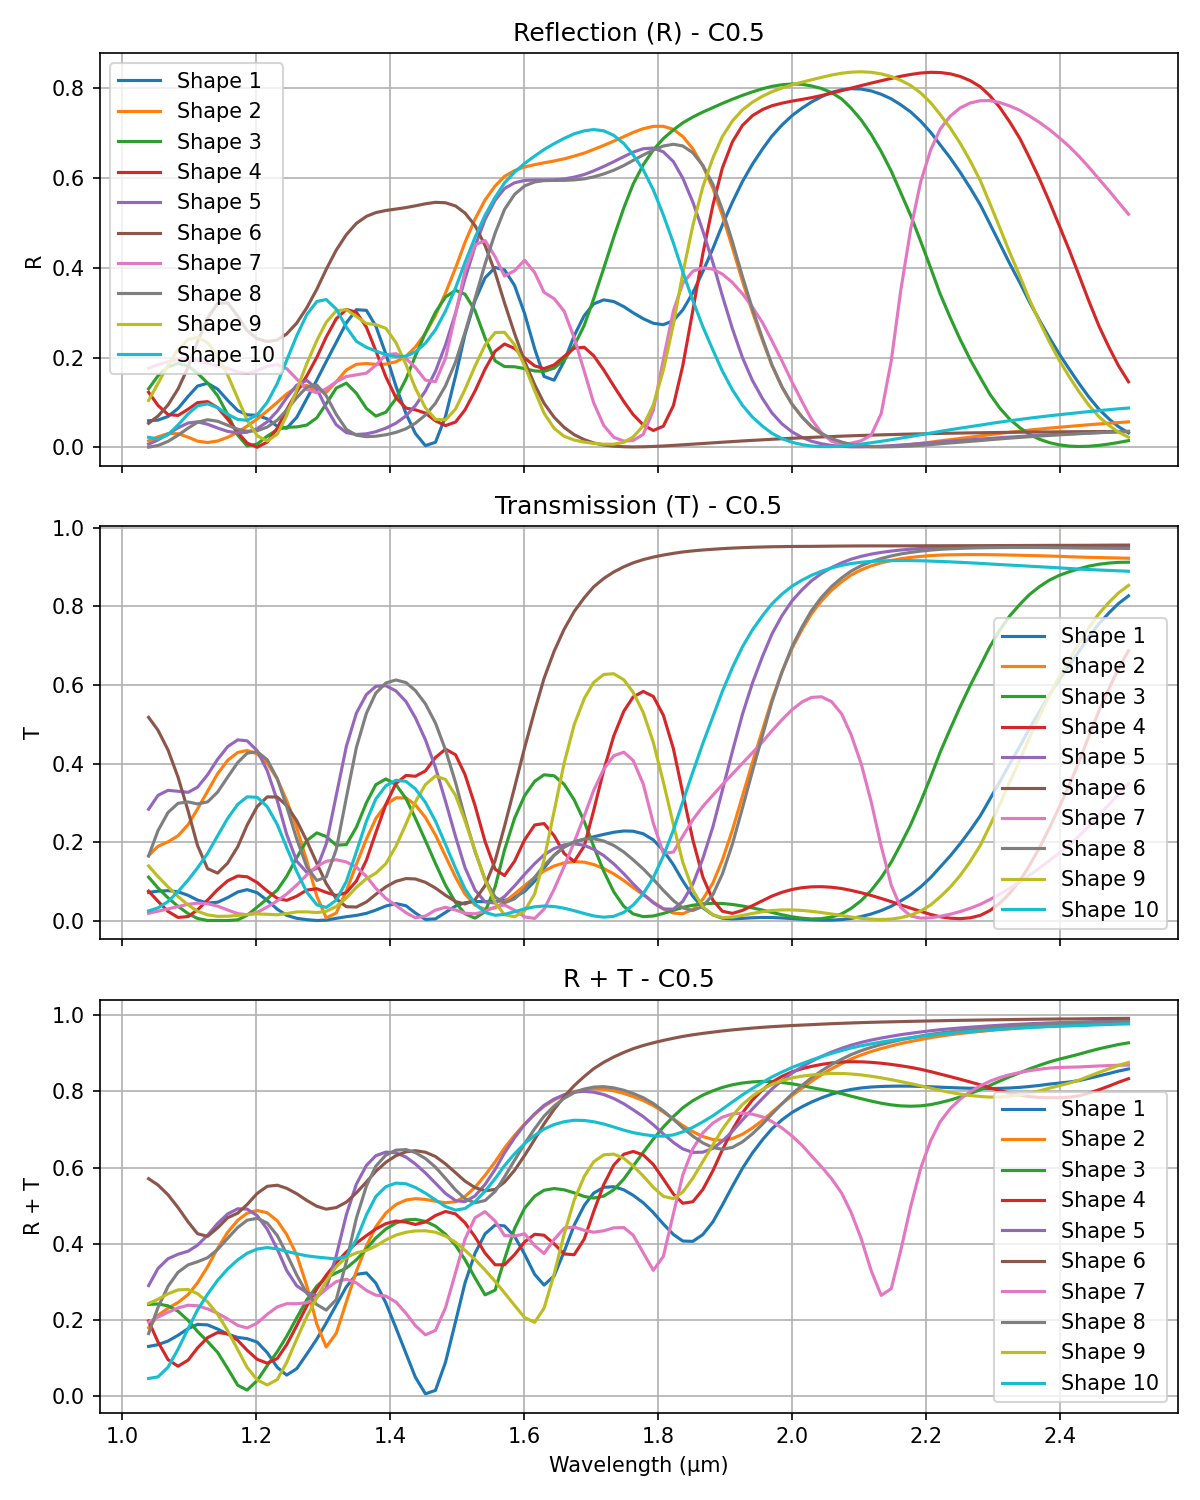 Reflection (R) - C0.5
R
0.8
0.6
0.4
0.2
0.0
Shape 1
Shape 2
Shape 3
Shape 4
Shape 5
Shape 6
Shape 7
Shape 8
Shape 9
Shape 10
Transmission (T) - C0.5
T
1.0
0.8
0.6
0.4
0.2
0.0
Shape 1
Shape 2
Shape 3
Shape 4
Shape 5
Shape 6
Shape 7
Shape 8
Shape 9
Shape 10
R + T - C0.5
R + T
1.0
0.8
0.6
0.4
0.2
0.0
Shape 1
Shape 2
Shape 3
Shape 4
Shape 5
Shape 6
Shape 7
Shape 8
Shape 9
Shape 10
1.0 1.2 1.4 1.6 1.8 2.0 2.2 2.4
Wavelength (μm)